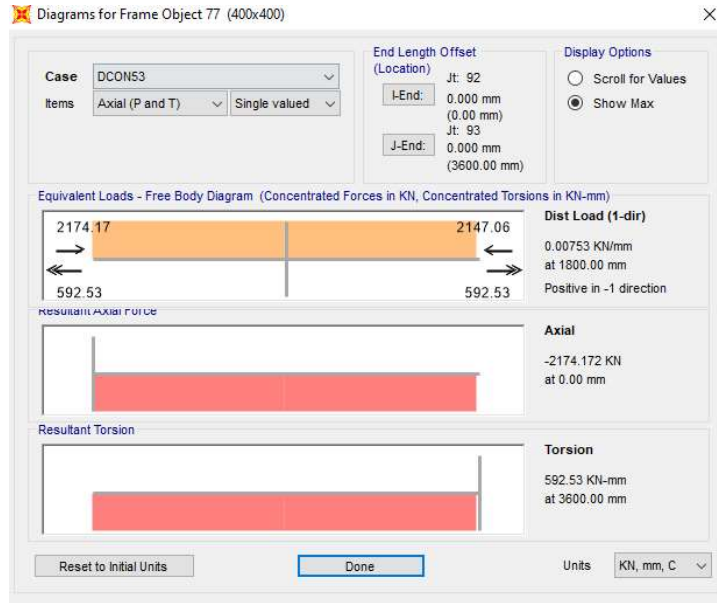 Diagrams for Frame Object 77 (400x400)
Case DCON53
Items Axial (P and T) Single valued
End Length Offset
(Location)
Jt: 92
I-End: 0.000 mm
(0.00 mm)
Jt: 93
J-End: 0.000 mm
(3600.00 mm)
Display Options
Scroll for Values
Show Max
Equivalent Loads - Free Body Diagram (Concentrated Forces in KN, Concentrated Torsions in KN-mm)
2174.17 2147.06
592.53 592.53
Dist Load (1-dir)
0.00753 KN/mm
at 1800.00 mm
Positive in -1 direction
Resultant Axial Force
Axial
-2174.172 KN
at 0.00 mm
Resultant Torsion
Torsion
592.53 KN-mm
at 3600.00 mm
Reset to Initial Units Done Units KN, mm, C